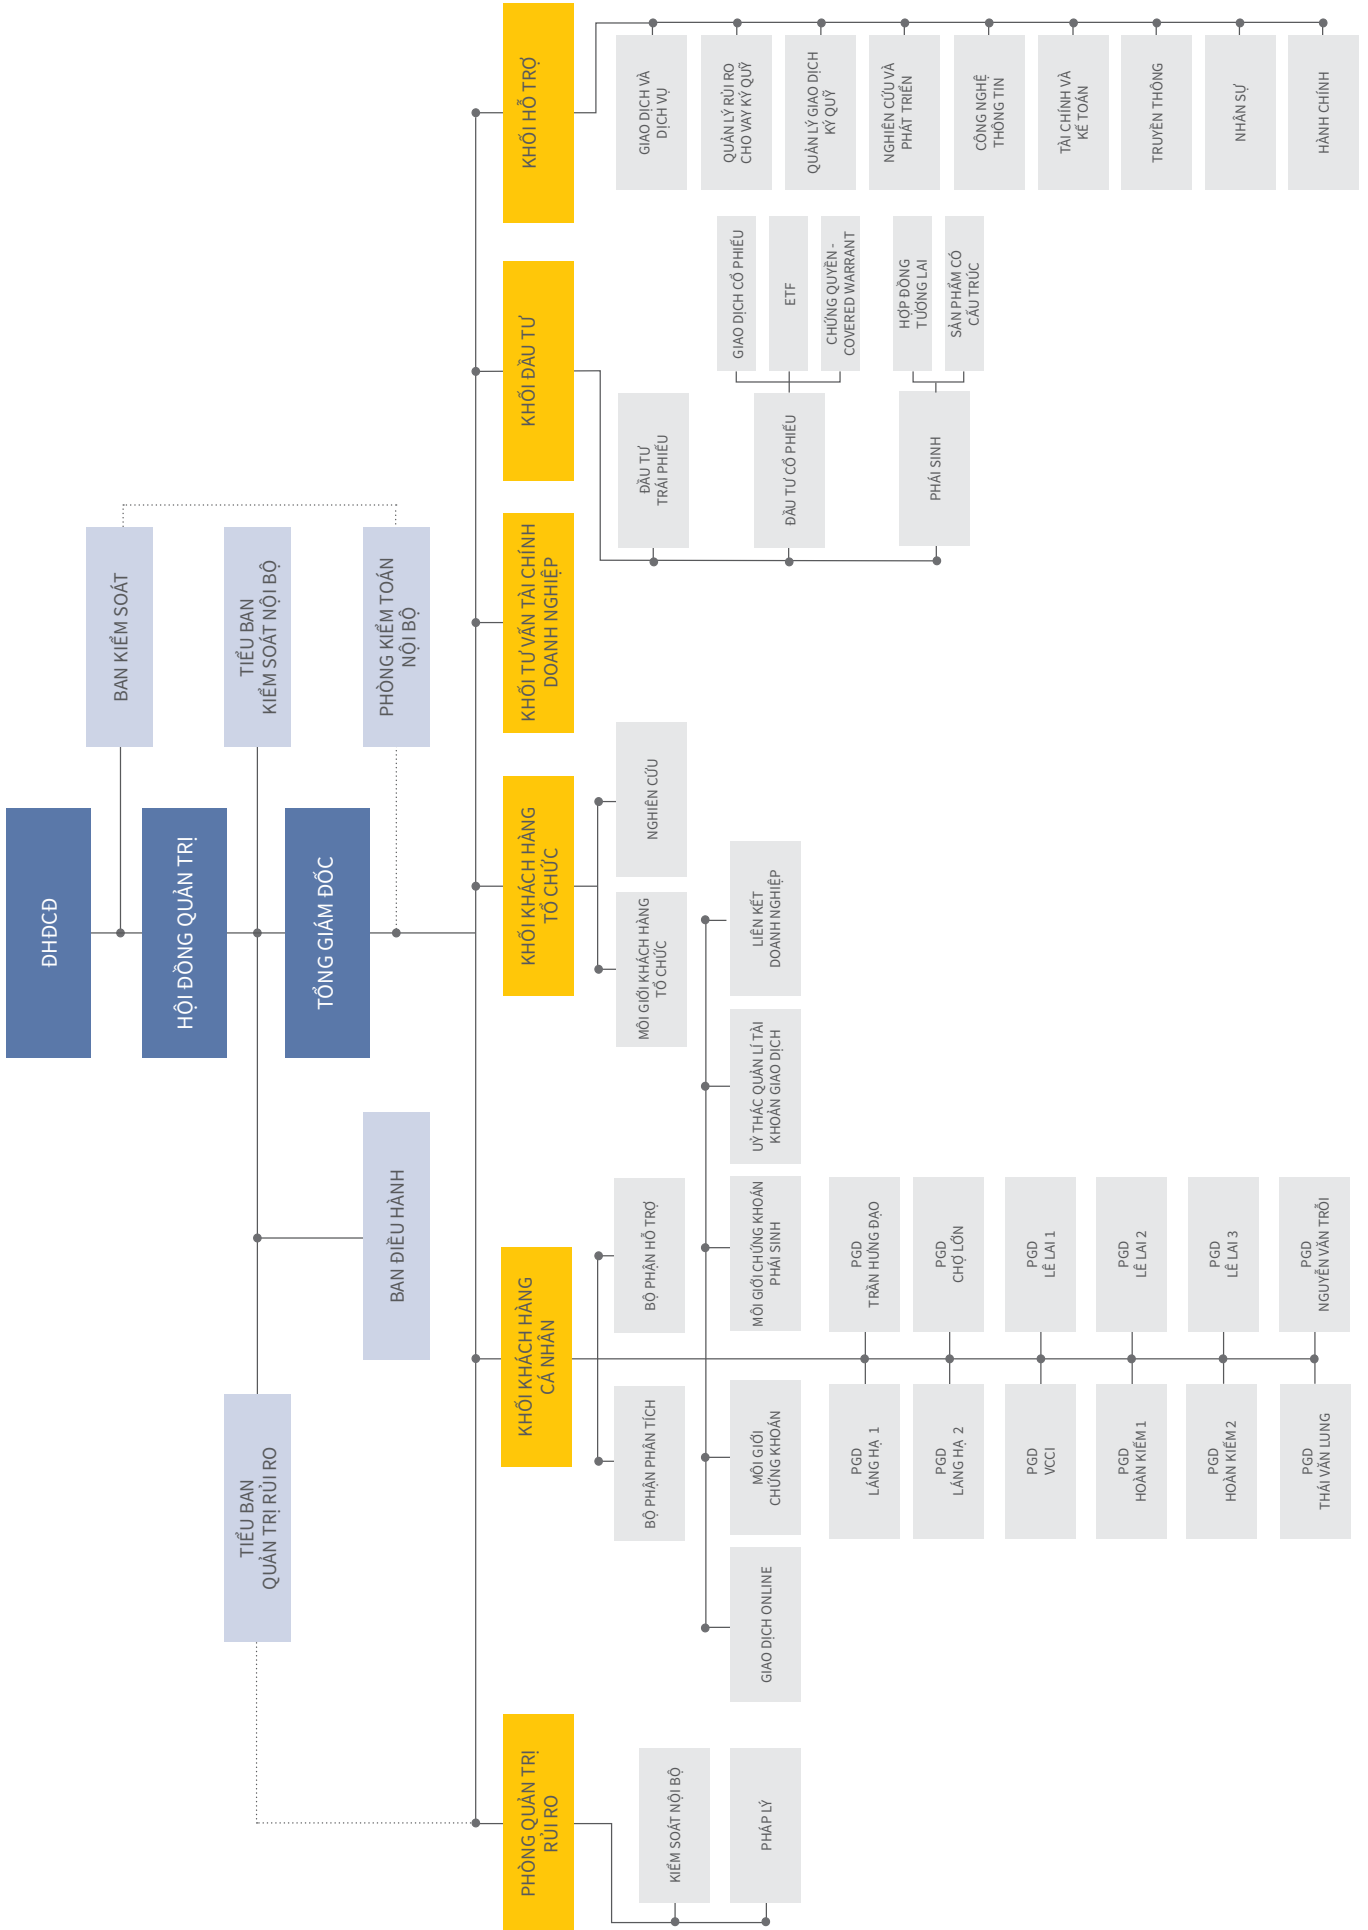 ĐHĐCĐ
BAN KIỂM SOÁT
HỘI ĐỒNG QUẢN TRỊ
TIỂU BAN
QUẢN TRỊ RỦI RO
TIỂU BAN
KIỂM SOÁT NỘI BỘ
TỔNG GIÁM ĐỐC
BAN ĐIỀU HÀNH
PHÒNG KIỂM TOÁN
NỘI BỘ
PHÒNG QUẢN TRỊ
RỦI RO
KHỐI KHÁCH HÀNG
CÁ NHÂN
KHỐI KHÁCH HÀNG
TỔ CHỨC
KHỐI TƯ VẤN TÀI CHÍNH
DOANH NGHIỆP
KHỐI ĐẦU TƯ
KHỐI HỖ TRỢ
KIỂM SOÁT NỘI BỘ
PHÁP LÝ
BỘ PHẬN PHÂN TÍCH
BỘ PHẬN HỖ TRỢ
GIAO DỊCH ONLINE
MÔI GIỚI
CHỨNG KHOÁN
MÔI GIỚI CHỨNG KHOÁN
PHÁI SINH
UỶ THÁC QUẢN LÍ TÀI
KHOẢN GIAO DỊCH
LIÊN KẾT
DOANH NGHIỆP
PGD
LÁNG HẠ 1
PGD
TRẦN HƯNG ĐẠO
PGD
LÁNG HẠ 2
PGD
CHỢ LỚN
PGD
VCCI
PGD
LÊ LAI 1
PGD
HOÀN KIẾM 1
PGD
LÊ LAI 2
PGD
HOÀN KIẾM 2
PGD
LÊ LAI 3
PGD
THÁI VĂN LUNG
PGD
NGUYỄN VĂN TRỖI
MÔI GIỚI KHÁCH HÀNG
TỔ CHỨC
NGHIÊN CỨU
ĐẦU TƯ
TRÁI PHIẾU
ĐẦU TƯ CỔ PHIẾU
GIAO DỊCH CỔ PHIẾU
ETF
CHỨNG QUYỀN -
COVERED WARRANT
PHÁI SINH
HỢP ĐỒNG
TƯƠNG LAI
SẢN PHẨM CÓ
CẤU TRÚC
GIAO DỊCH VÀ
DỊCH VỤ
QUẢN LÝ RỦI RO
CHO VAY KÝ QUỸ
QUẢN LÝ GIAO DỊCH
KÝ QUỸ
NGHIÊN CỨU VÀ
PHÁT TRIỂN
CÔNG NGHỆ
THÔNG TIN
TÀI CHÍNH VÀ
KẾ TOÁN
TRUYỀN THÔNG
NHÂN SỰ
HÀNH CHÍNH